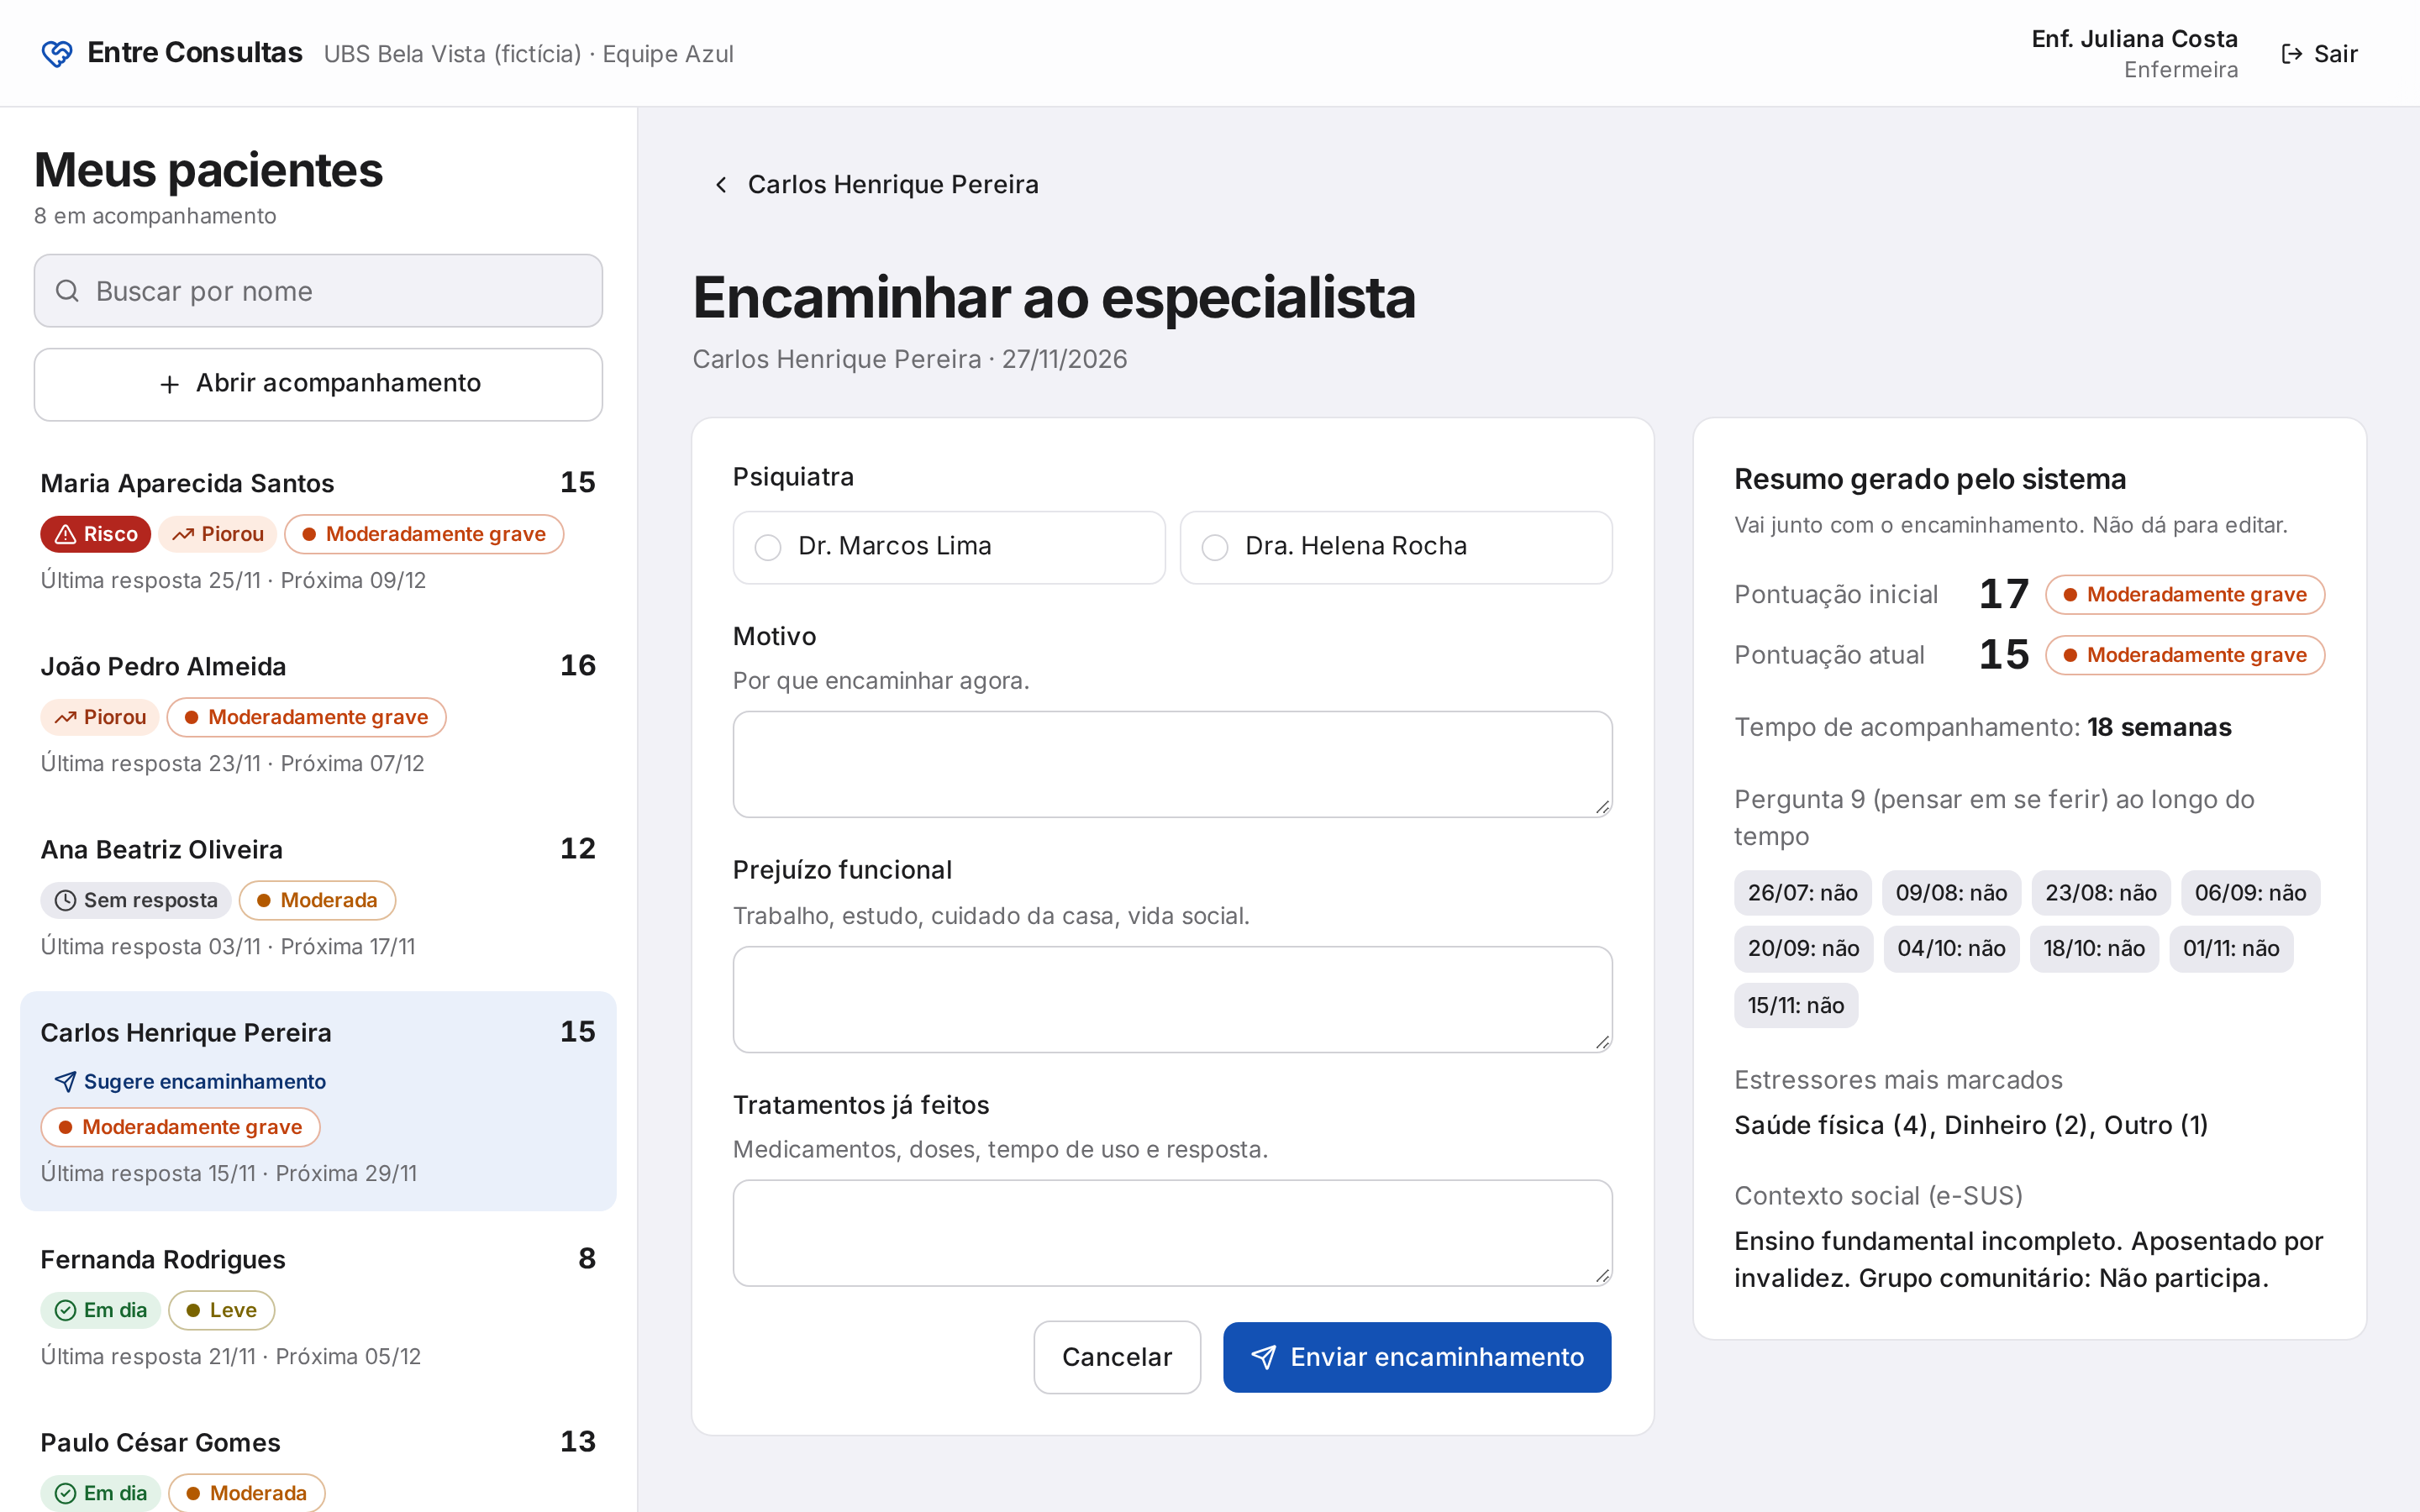 Entre Consultas UBS Bela Vista (fictícia) · Equipe Azul
Enf. Juliana Costa
Enfermeira
Sair
Meus pacientes
8 em acompanhamento
Buscar por nome
+ Abrir acompanhamento
Maria Aparecida Santos 15
Risco Piorou Moderadamente grave
Última resposta 25/11 · Próxima 09/12
João Pedro Almeida 16
Piorou Moderadamente grave
Última resposta 23/11 · Próxima 07/12
Ana Beatriz Oliveira 12
Sem resposta Moderada
Última resposta 03/11 · Próxima 17/11
Carlos Henrique Pereira 15
Sugere encaminhamento
Moderadamente grave
Última resposta 15/11 · Próxima 29/11
Fernanda Rodrigues 8
Em dia Leve
Última resposta 21/11 · Próxima 05/12
Paulo César Gomes 13
Em dia Moderada
Carlos Henrique Pereira
Encaminhar ao especialista
Carlos Henrique Pereira · 27/11/2026
Psiquiatra
Dr. Marcos Lima Dra. Helena Rocha
Motivo
Por que encaminhar agora.
Prejuízo funcional
Trabalho, estudo, cuidado da casa, vida social.
Tratamentos já feitos
Medicamentos, doses, tempo de uso e resposta.
Cancelar Enviar encaminhamento
Resumo gerado pelo sistema
Vai junto com o encaminhamento. Não dá para editar.
Pontuação inicial 17 Moderadamente grave
Pontuação atual 15 Moderadamente grave
Tempo de acompanhamento: 18 semanas
Pergunta 9 (pensar em se ferir) ao longo do
tempo
26/07: não 09/08: não 23/08: não 06/09: não
20/09: não 04/10: não 18/10: não 01/11: não
15/11: não
Estressores mais marcados
Saúde física (4), Dinheiro (2), Outro (1)
Contexto social (e-SUS)
Ensino fundamental incompleto. Aposentado por
invalidez. Grupo comunitário: Não participa.